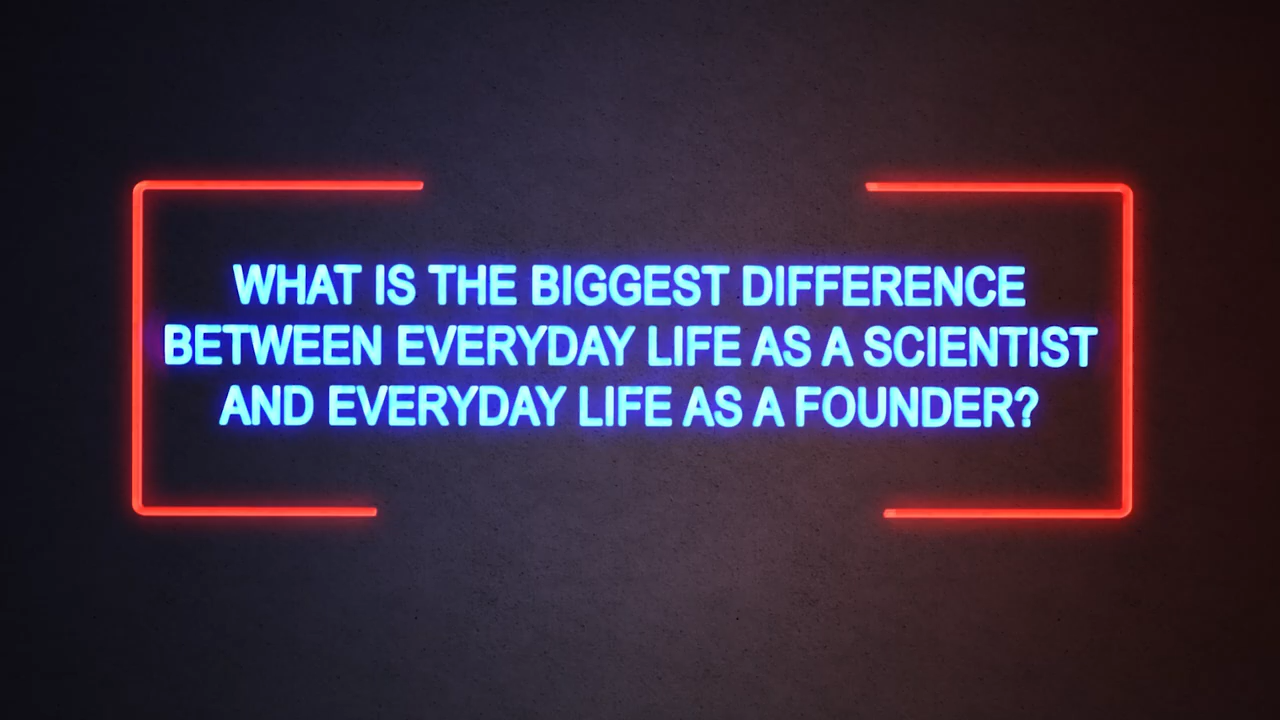 WHAT IS THE BIGGEST DIFFERENCE
BETWEEN EVERYDAY LIFE AS A SCIENTIST
AND EVERYDAY LIFE AS A FOUNDER?